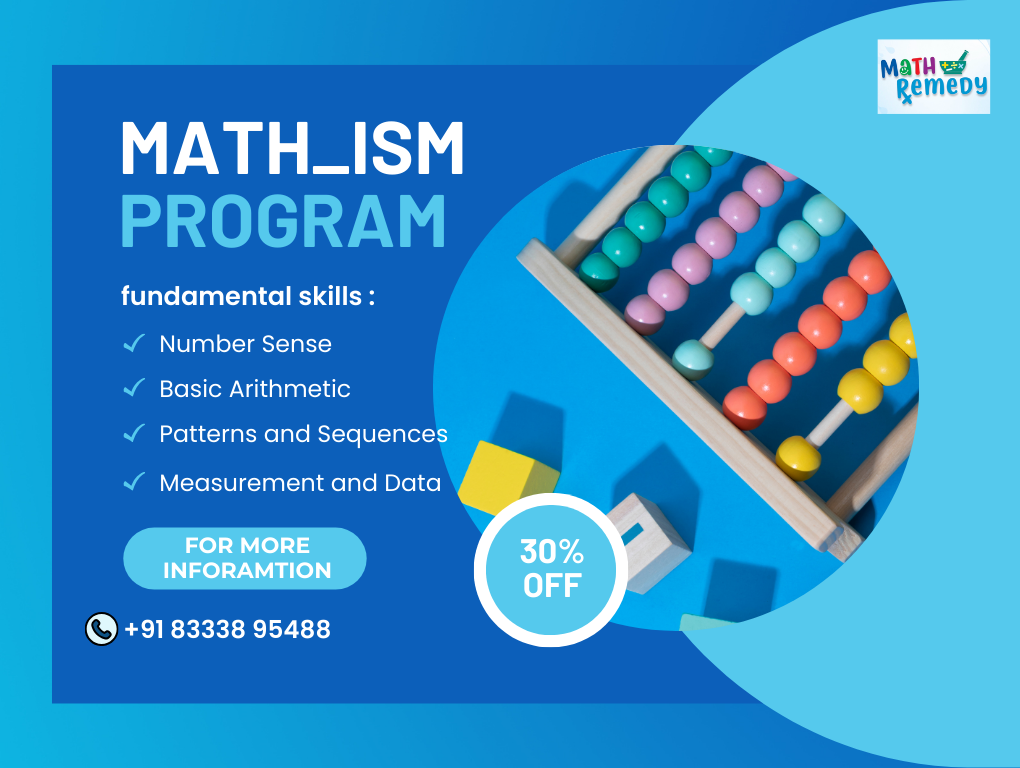 MATH
Remedy
MATH_ISM
PROGRAM
fundamental skills :
Number Sense
Basic Arithmetic
Patterns and Sequences
Measurement and Data
FOR MORE
INFORAMTION
+91 83338 95488
30%
OFF